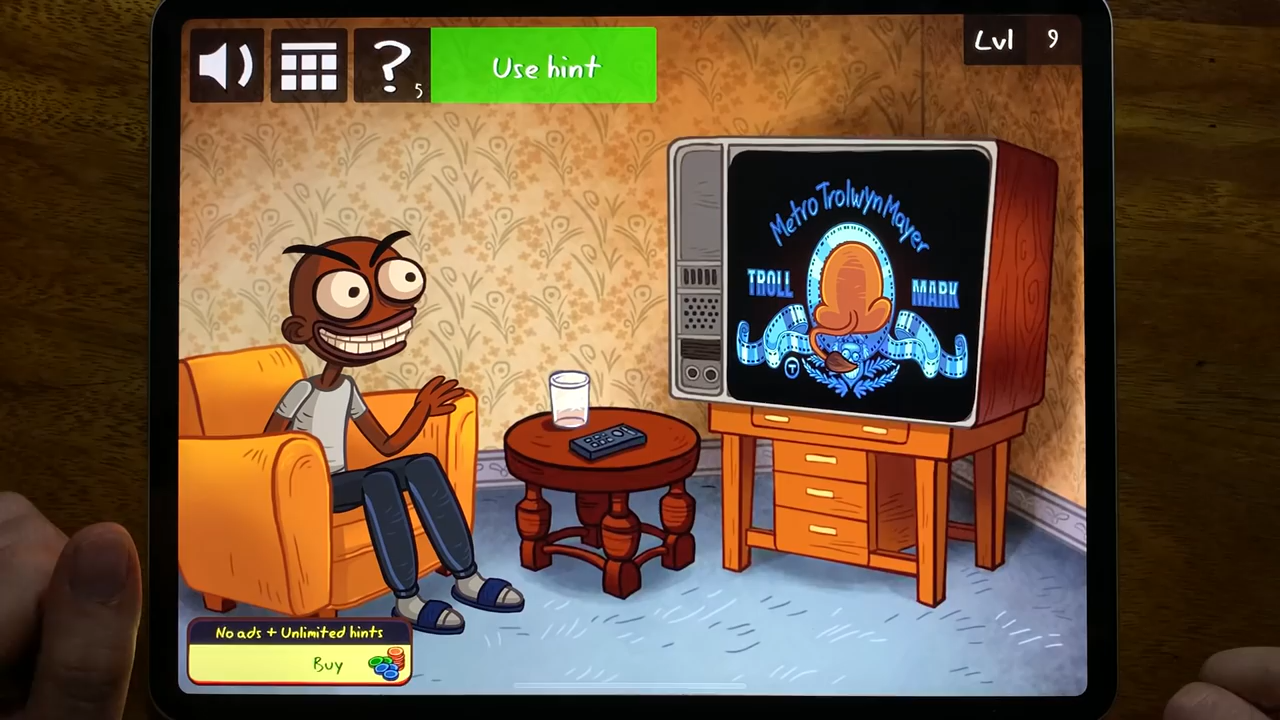 ?
5
Use hint
Lvl 9
Metro TrolwynMayer
TROLL MARK
T
No ads + Unlimited hints
Buy